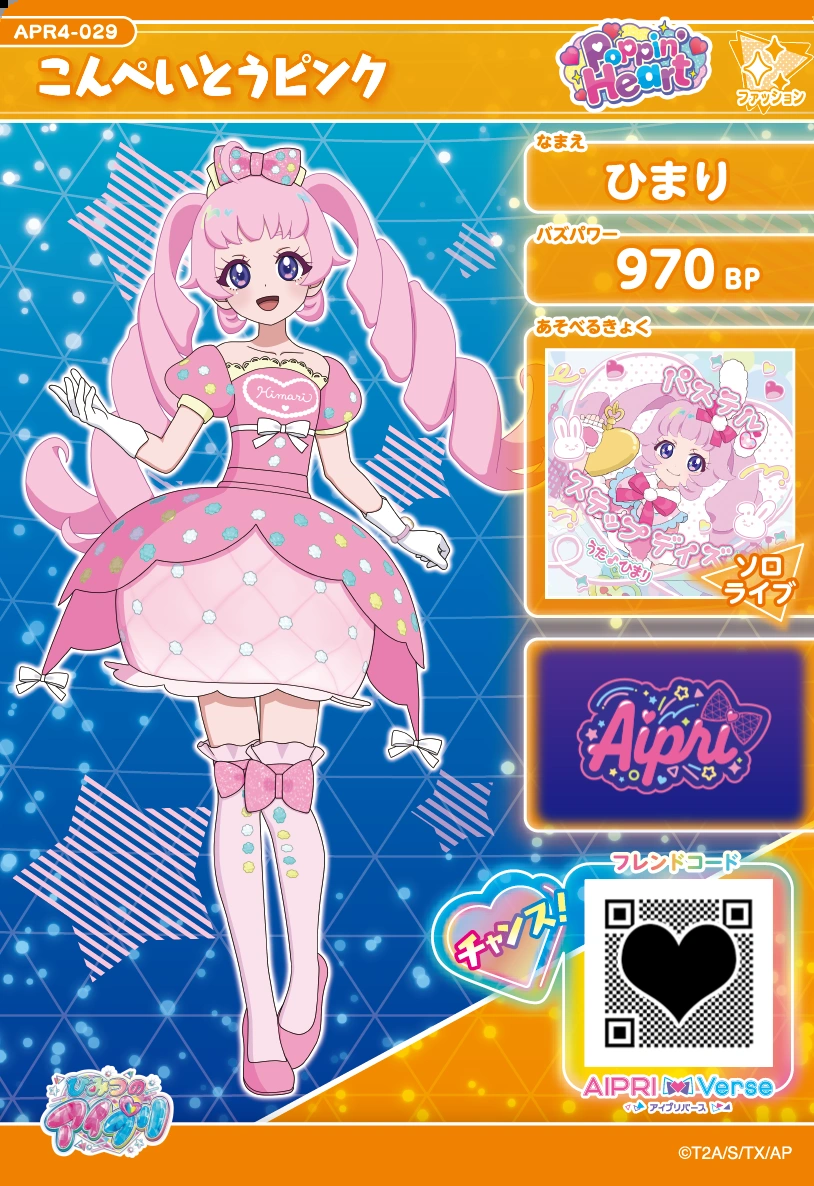 APR4-029
こんぺいとうピンク
Poppin' Heart
ファッション
なまえ
ひまり
バズパワー
970 BP
あそべるきょく
パステル
ステップデイズ
うた♪ひまり
ソロ
ライブ
Himari
Aipri
フレンドコード
チャンス!
AIPRI Verse
アイプリバース
ひみつの
アイプリ
©T2A/S/TX/AP